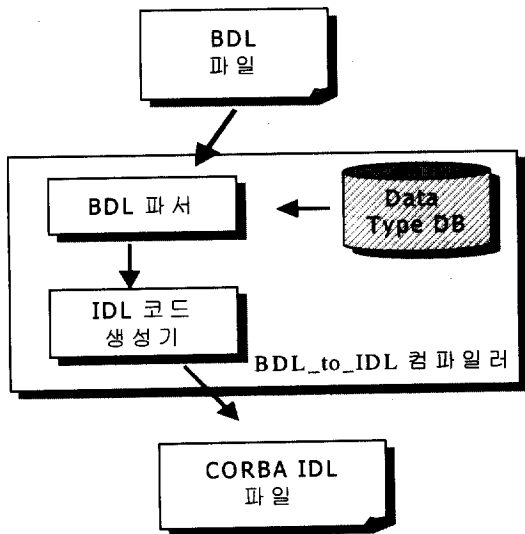 BDL
파일
BDL 파서
Data
Type DB
IDL 코드
생성기
BDL_to_IDL 컴파일러
CORBA IDL
파일